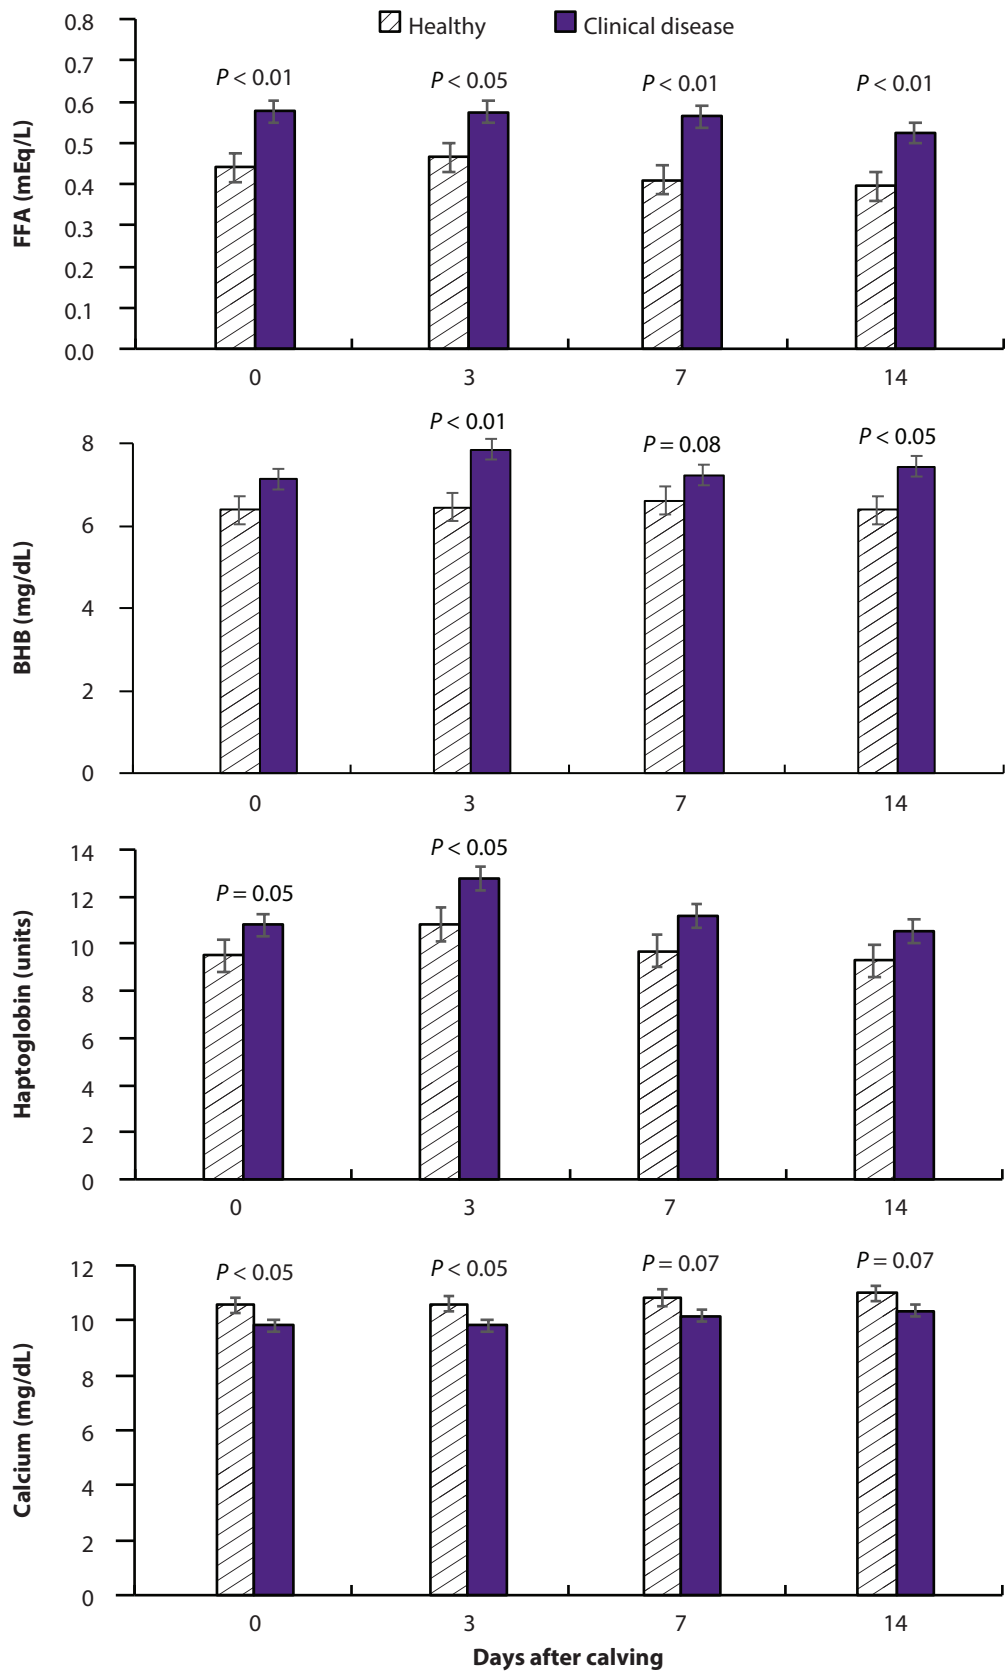 Healthy Clinical disease
FFA (mEq/L)
0.8
0.7
0.6
0.5
0.4
0.3
0.2
0.1
0.0
P < 0.01 P < 0.05 P < 0.01 P < 0.01
0 3 7 14
BHB (mg/dL)
8
6
4
2
0
P < 0.01 P = 0.08 P < 0.05
0 3 7 14
Haptoglobin (units)
14
12
10
8
6
4
2
0
P = 0.05 P < 0.05
0 3 7 14
Calcium (mg/dL)
12
10
8
6
4
2
0
P < 0.05 P < 0.05 P = 0.07 P = 0.07
0 3 7 14
Days after calving